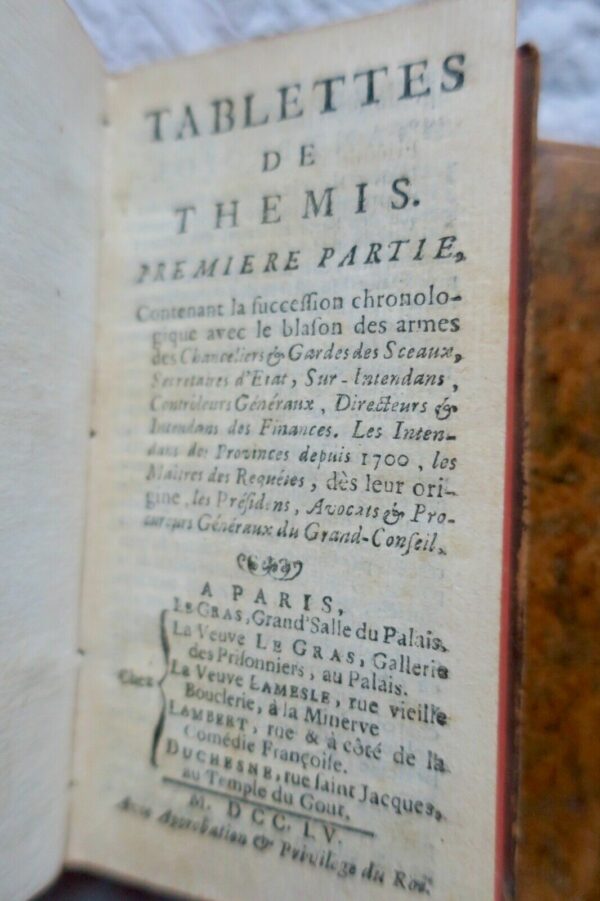 TABLETTES
DE
THEMIS.
PREMIERE PARTIE,
Contenant la succession chronolo-
gique avec le blason des armes
des Chanceliers & Gardes des Sceaux,
Secretaires d'Etat, Sur-Intendans,
Contrôleurs Généraux, Directeurs &
Intendans des Finances. Les Inten-
dans des Provinces depuis 1700, les
Maîtres des Requêtes, dès leur ori-
gine, les Présidens, Avocats & Pro-
cureurs Généraux du Grand-Conseil.
A PARIS,
Chez
LE GRAS, Grand'Salle du Palais.
La Veuve LE GRAS, Gallerie
des Prisonniers, au Palais.
La Veuve LAMESLE, rue vieille
Bouclerie, à la Minerve
LAMBERT, rue & à côté de la
Comédie Françoise.
DUCHESNE, rue saint Jacques,
au Temple du Gout.
M. DCC. LV.
Avec Approbation & Privilege du Roi.